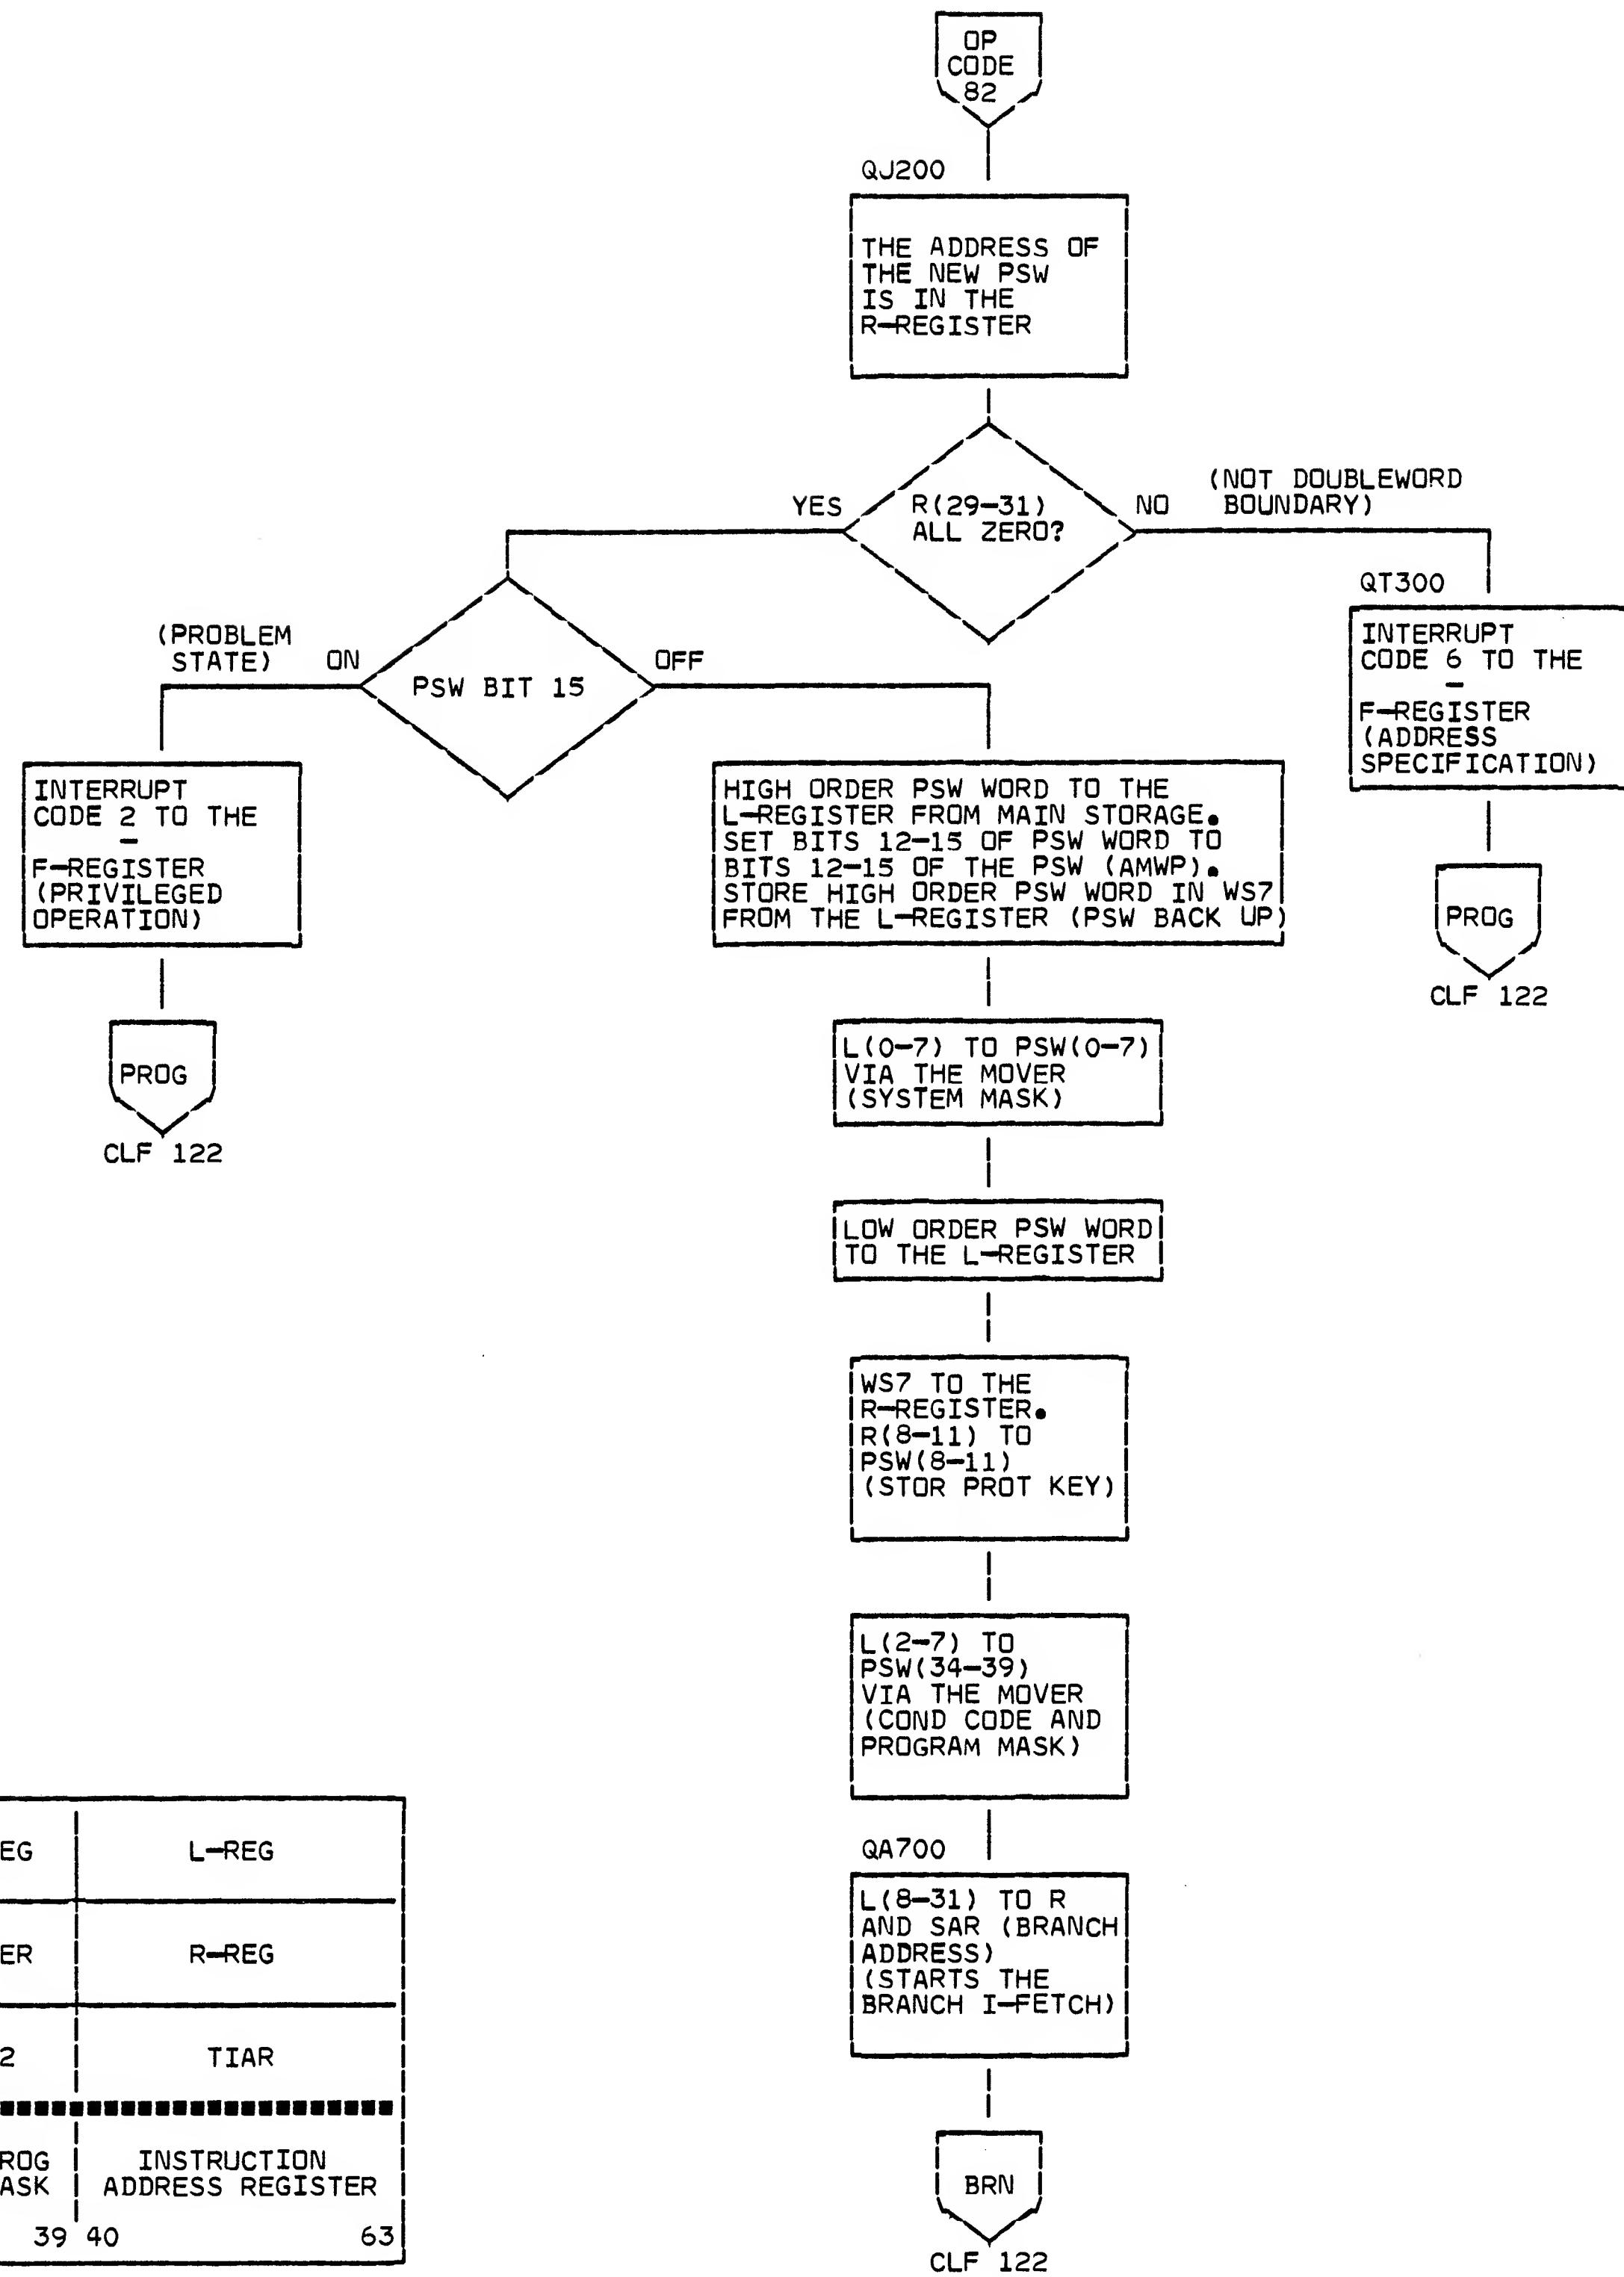 OP
CODE
82
QJ200
THE ADDRESS OF
THE NEW PSW
IS IN THE
R-REGISTER
R(29-31)
ALL ZERO?
YES
NO
(NOT DOUBLEWORD
BOUNDARY)
QT300
INTERRUPT
CODE 6 TO THE
F-REGISTER
(ADDRESS
SPECIFICATION)
PROG
CLF 122
(PROBLEM
STATE)
ON
PSW BIT 15
OFF
INTERRUPT
CODE 2 TO THE
F-REGISTER
(PRIVILEGED
OPERATION)
PROG
CLF 122
HIGH ORDER PSW WORD TO THE
L-REGISTER FROM MAIN STORAGE.
SET BITS 12-15 OF PSW WORD TO
BITS 12-15 OF THE PSW (AMWP).
STORE HIGH ORDER PSW WORD IN WS7
FROM THE L-REGISTER (PSW BACK UP)
L(0-7) TO PSW(0-7)
VIA THE MOVER
(SYSTEM MASK)
LOW ORDER PSW WORD
TO THE L-REGISTER
WS7 TO THE
R-REGISTER.
R(8-11) TO
PSW(8-11)
(STOR PROT KEY)
L(2-7) TO
PSW(34-39)
VIA THE MOVER
(COND CODE AND
PROGRAM MASK)
QA700
L(8-31) TO R
AND SAR (BRANCH
ADDRESS)
(STARTS THE
BRANCH I-FETCH)
BRN
CLF 122
EG L-REG
ER R-REG
2 TIAR
ROG INSTRUCTION
ASK ADDRESS REGISTER
39 40 63